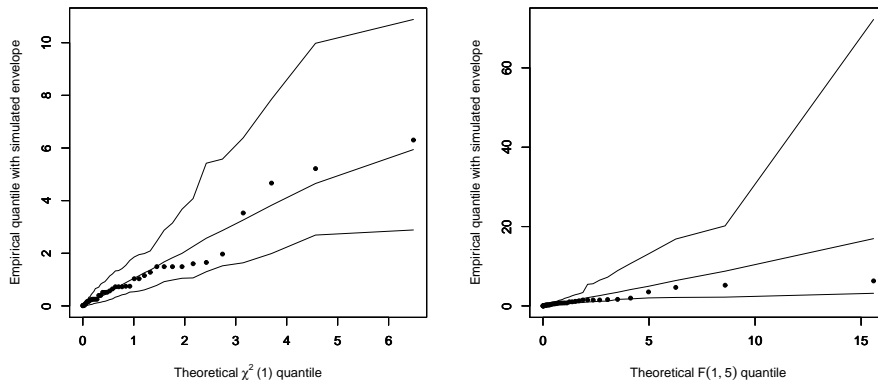 Empirical quantile with simulated envelope
10
8
6
4
2
0
0 1 2 3 4 5 6
Theoretical χ² (1) quantile
Empirical quantile with simulated envelope
60
40
20
0
0 5 10 15
Theoretical F(1, 5) quantile